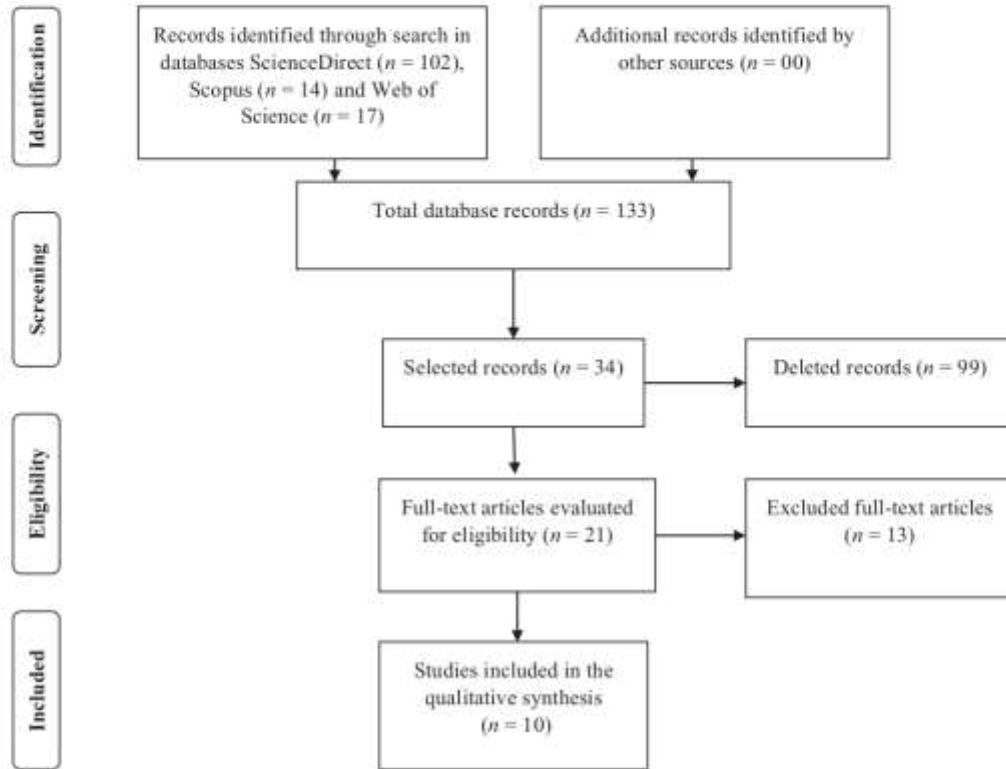 Identification
Records identified through search in
databases ScienceDirect (n = 102),
Scopus (n = 14) and Web of
Science (n = 17)
Additional records identified by
other sources (n = 00)
Screening
Total database records (n = 133)
Selected records (n = 34)
Deleted records (n = 99)
Eligibility
Full-text articles evaluated
for eligibility (n = 21)
Excluded full-text articles
(n = 13)
Included
Studies included in the
qualitative synthesis
(n = 10)